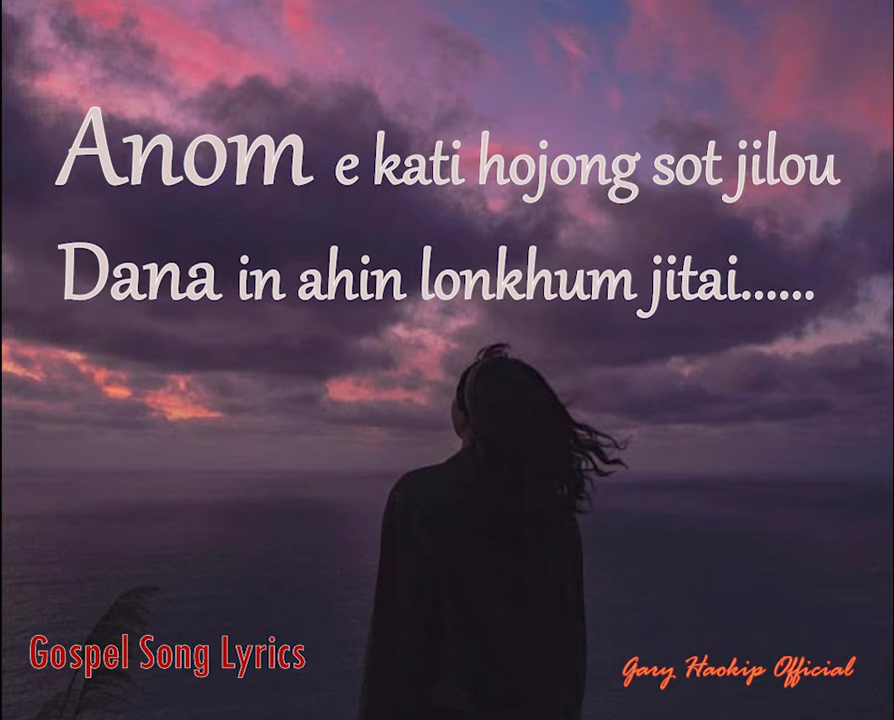 Anom e kati hojong sot jilou
Dana in ahin lonkhum jitai......
Gospel Song Lyrics
Gary Haokip Official